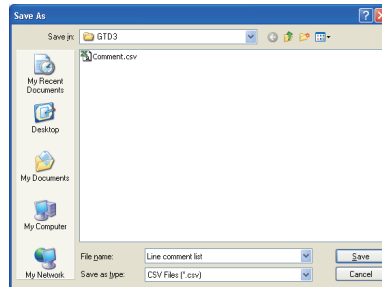 Save As
Save in: GTD3
Comment.csv
My Recent
Documents
Desktop
My Documents
My Computer
My Network
File name: Line comment list Save
Save as type: CSV Files (*.csv) Cancel